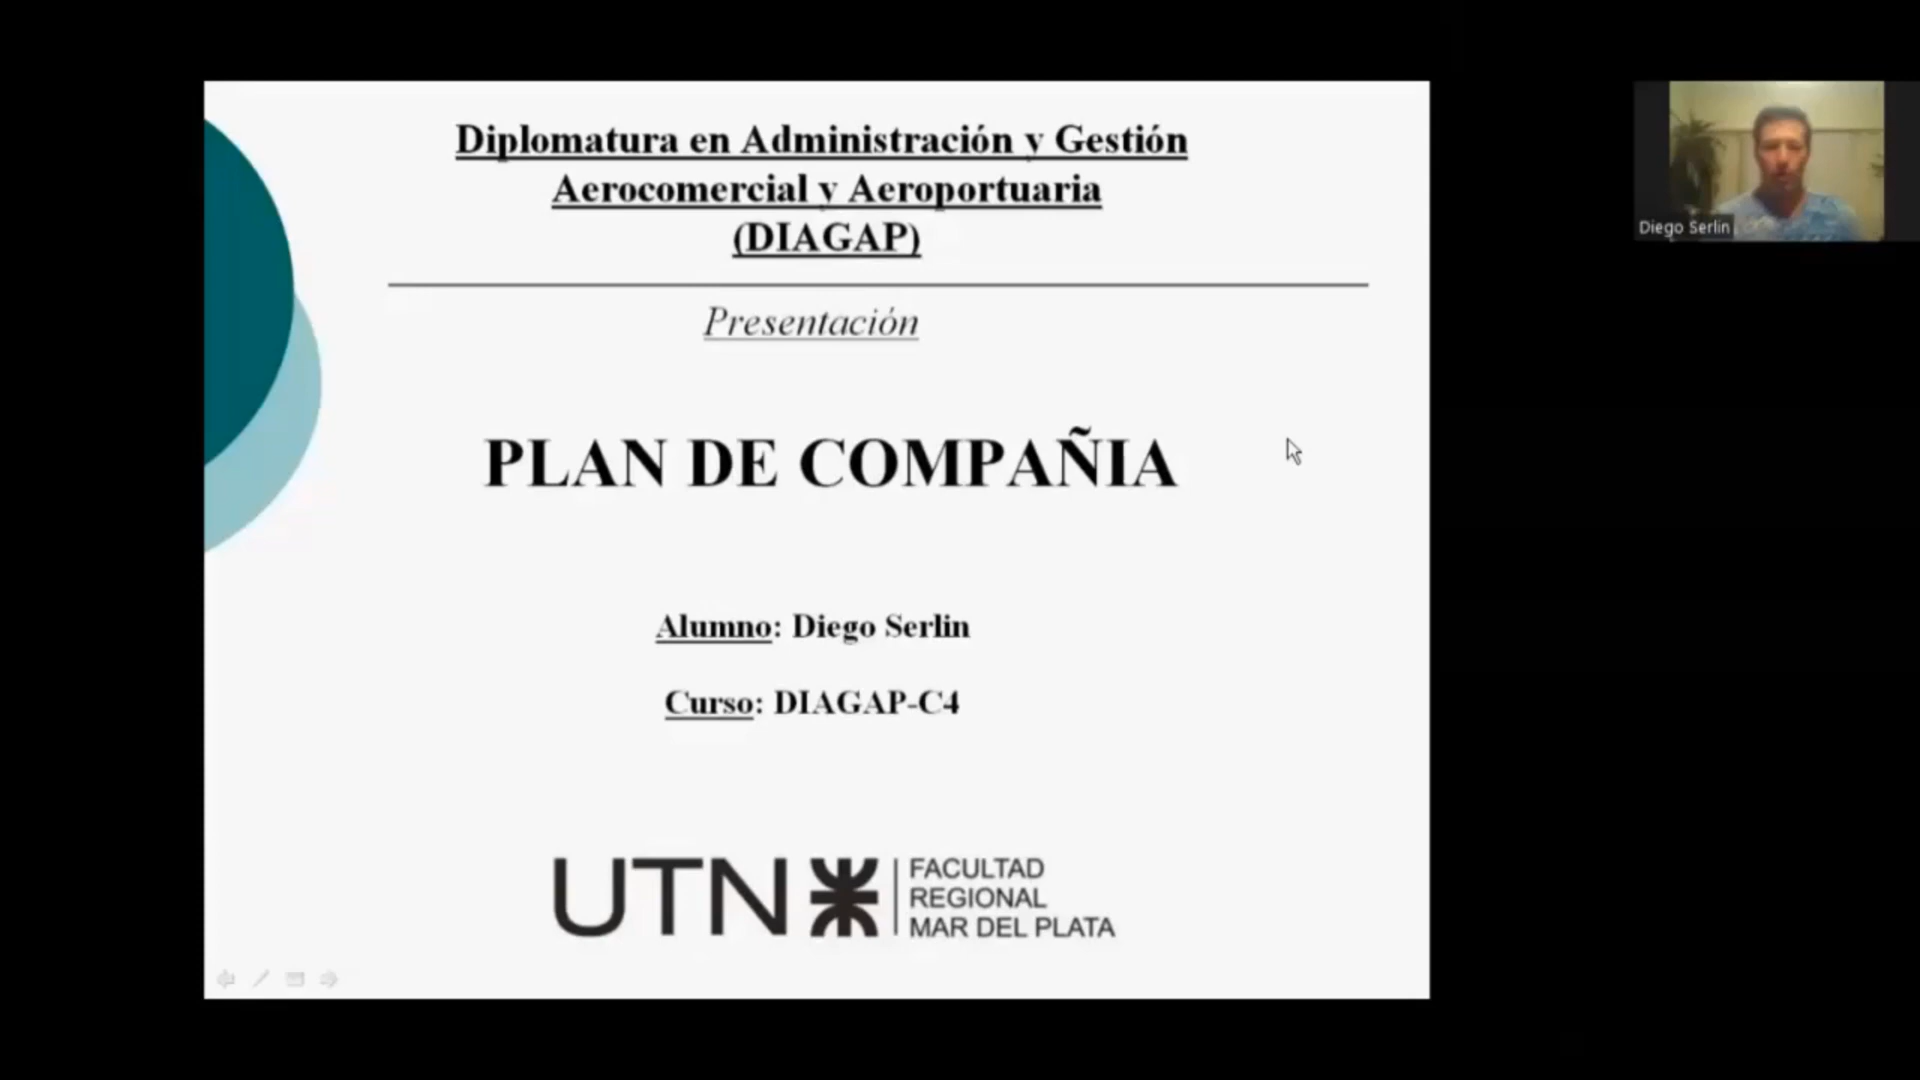 Diplomatura en Administración y Gestión
Aerocomercial y Aeroportuaria
(DIAGAP)
Presentación
PLAN DE COMPAÑIA
Alumno: Diego Serlin
Curso: DIAGAP-C4
UTN
FACULTAD
REGIONAL
MAR DEL PLATA
Diego Serlin